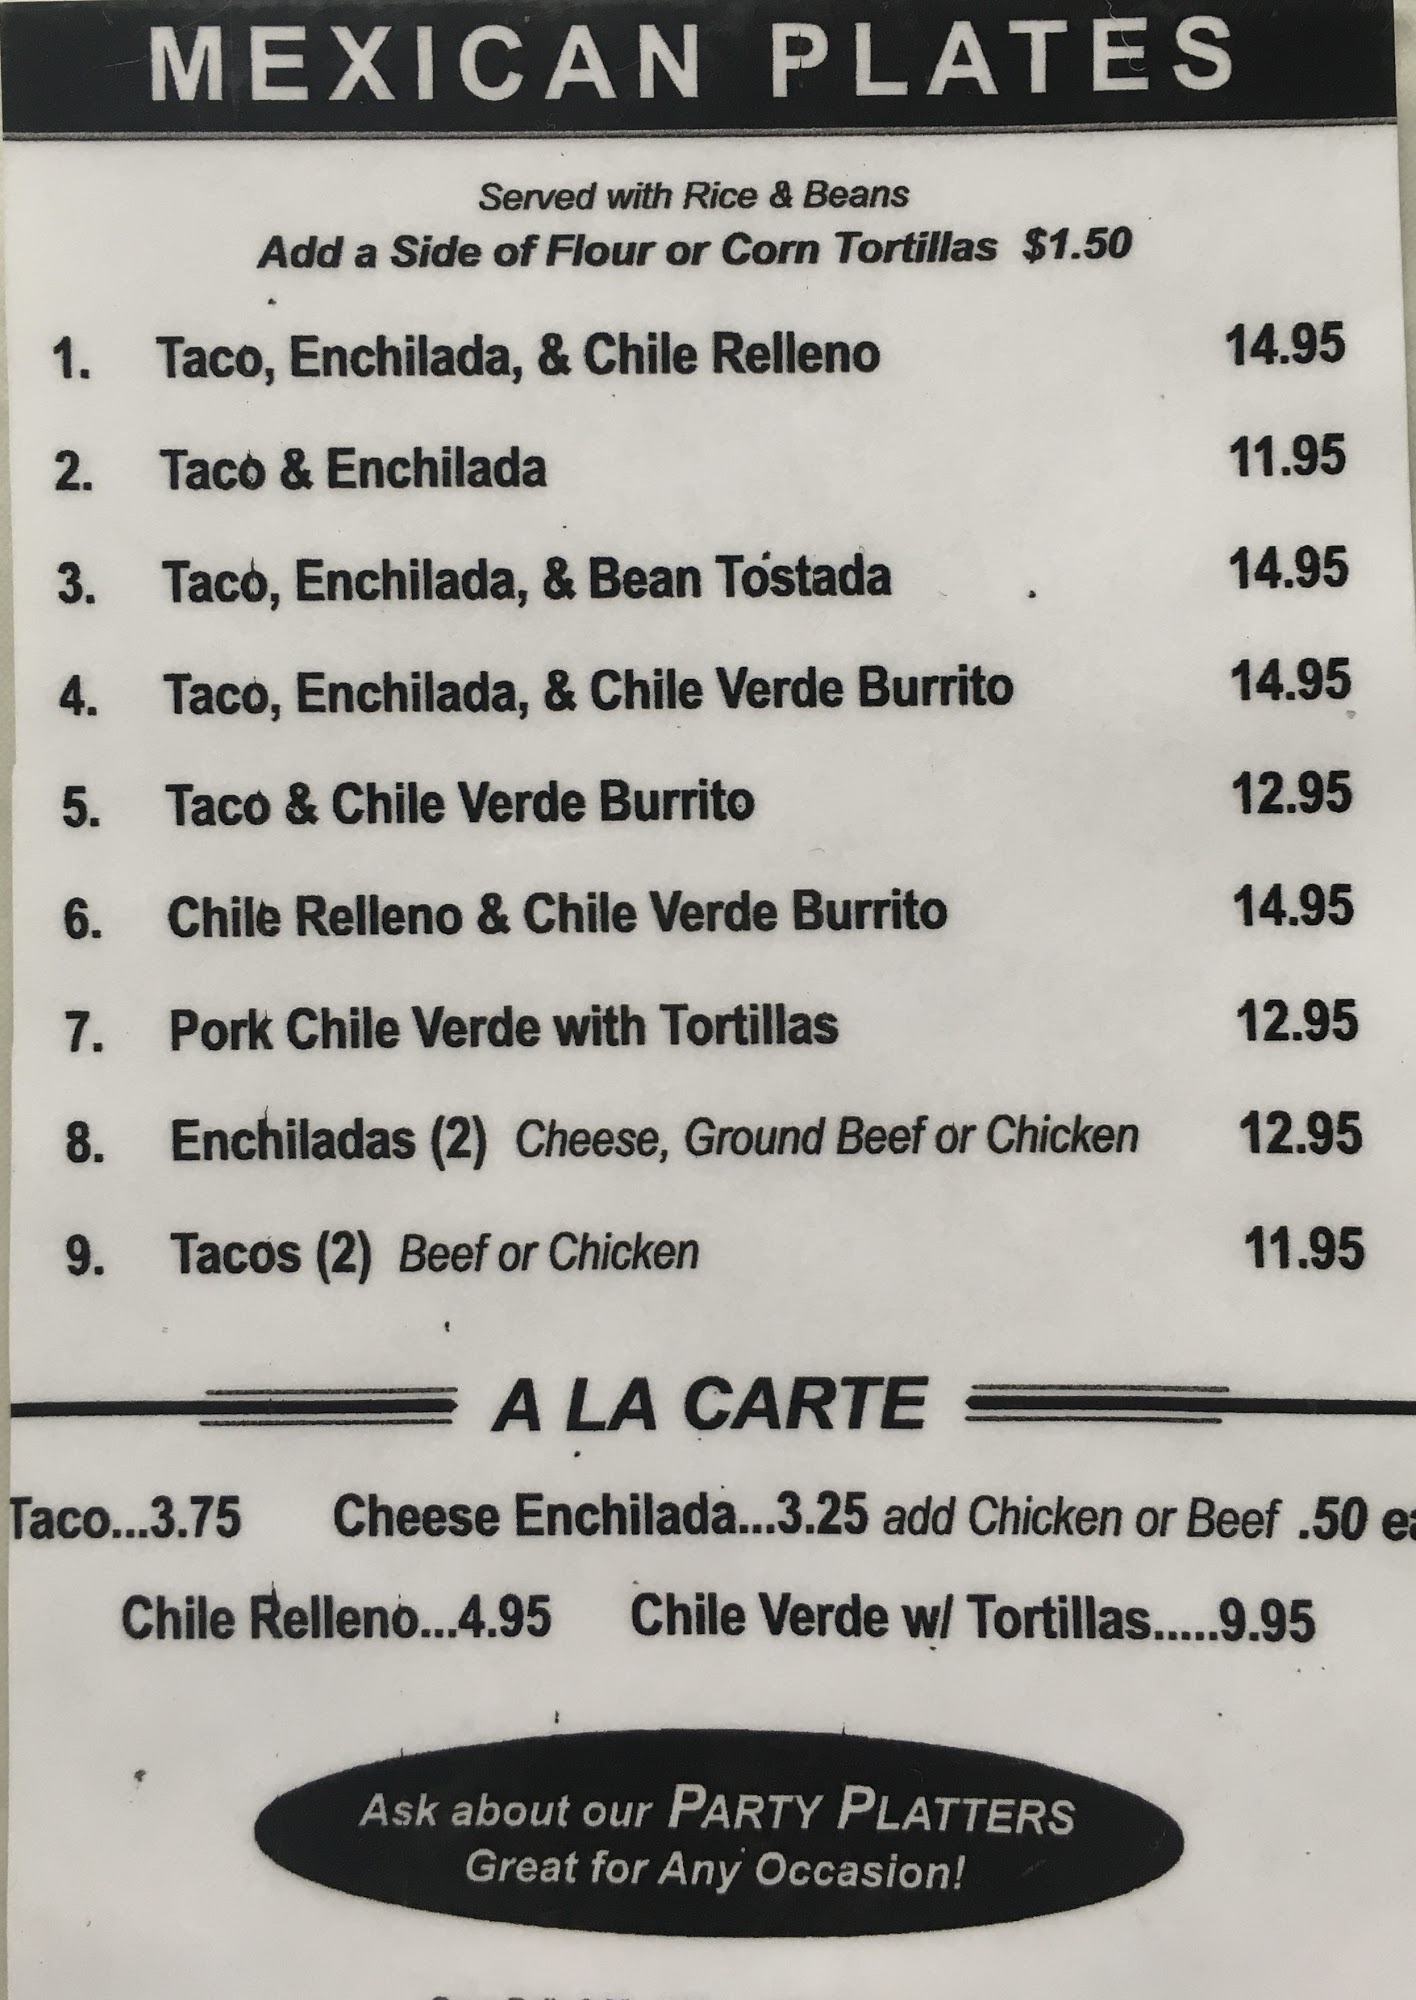 MEXICAN PLATES
Served with Rice & Beans
Add a Side of Flour or Corn Tortillas $1.50
1. Taco, Enchilada, & Chile Relleno 14.95
2. Taco & Enchilada 11.95
3. Taco, Enchilada, & Bean Tostada 14.95
4. Taco, Enchilada, & Chile Verde Burrito 14.95
5. Taco & Chile Verde Burrito 12.95
6. Chile Relleno & Chile Verde Burrito 14.95
7. Pork Chile Verde with Tortillas 12.95
8. Enchiladas (2) Cheese, Ground Beef or Chicken 12.95
9. Tacos (2) Beef or Chicken 11.95
A LA CARTE
Taco...3.75 Cheese Enchilada...3.25 add Chicken or Beef .50
Chile Relleno...4.95 Chile Verde w/ Tortillas.....9.95
Ask about our PARTY PLATTERS
Great for Any Occasion!